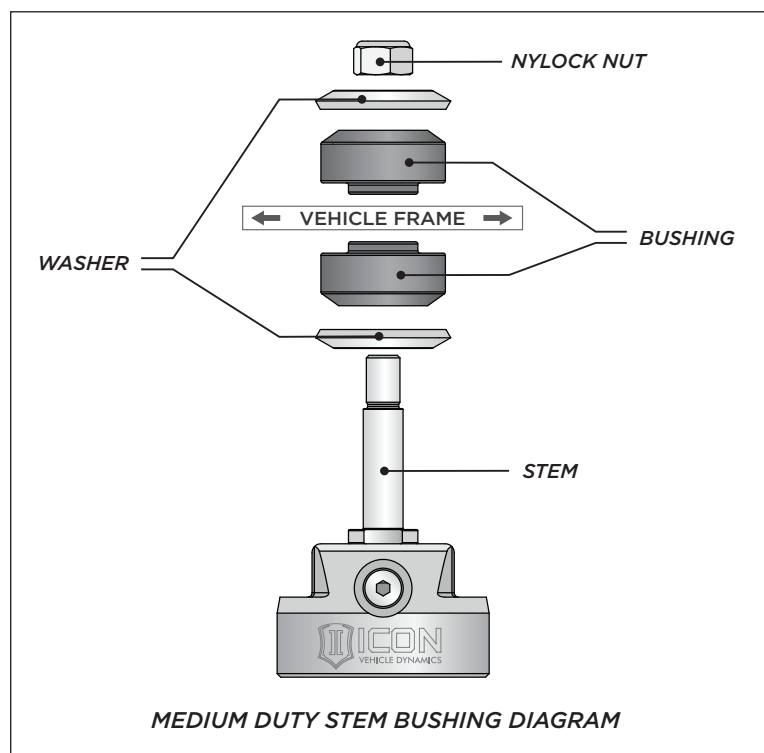 NYLOCK NUT
VEHICLE FRAME
WASHER
BUSHING
STEM
ICON
VEHICLE DYNAMICS
MEDIUM DUTY STEM BUSHING DIAGRAM